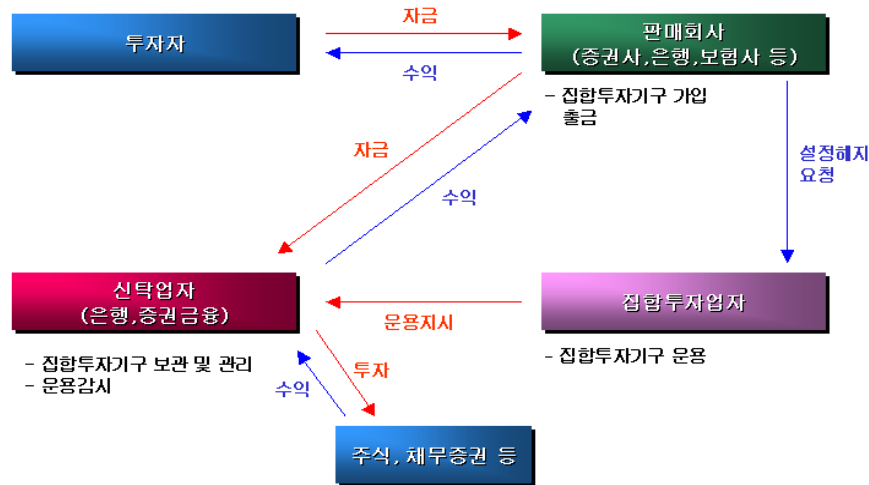 자금
투자자
판매회사
(증권사,은행,보험사 등)
수익
- 집합투자기구 가입
출금
자금
설정해지
요청
수익
신탁업자
(은행,증권금융)
집합투자업자
운용지시
- 집합투자기구 보관 및 관리
- 운용감시
- 집합투자기구 운용
투자
수익
주식, 채무증권 등